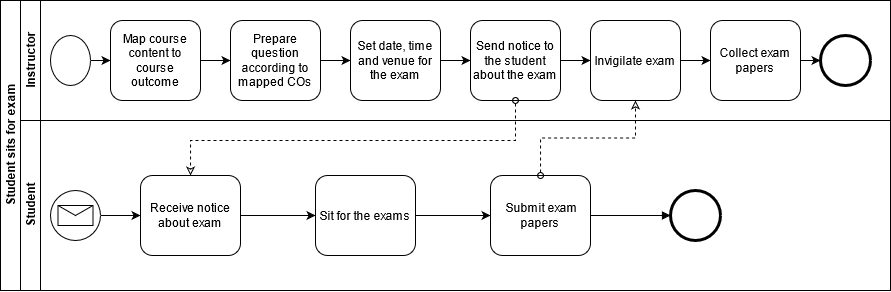 Student sits for exam
Instructor
Map course
content to
course
outcome
Prepare
question
according to
mapped COs
Set date, time
and venue for
the exam
Send notice to
the student
about the exam
Invigilate exam
Collect exam
papers
Student
Receive notice
about exam
Sit for the exams
Submit exam
papers